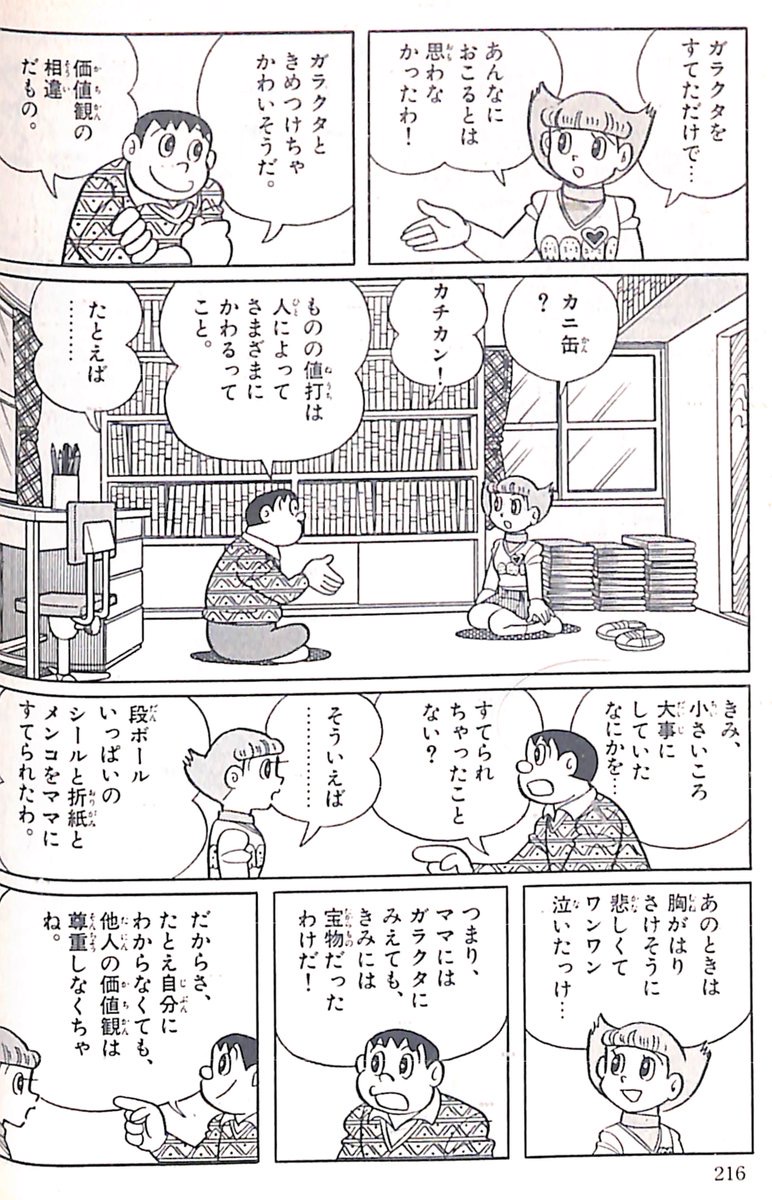 ガラクタを
すてただけで…
あんなに
おこるとは
思わな
かったわ！
ガラクタと
きめつけちゃ
かわいそうだ。
価値観の
相違
だもの。
カニ缶
？
カチカン！
ものの値打は
人によって
さまざまに
かわるって
こと。
たとえば
………
きみ、
小さいころ
大事に
していた
なにかを…
すてられ
ちゃったこと
ない？
そういえば
………
段ボール
いっぱいの
シールと折紙と
メンコをママに
すてられたわ。
あのときは
胸がはり
さけそうに
悲しくて
ワンワン
泣いたっけ…
つまり、
ママには
ガラクタに
みえても、
きみには
宝物だった
わけだ！
だからさ、
たとえ自分に
わからなくても、
他人の価値観は
尊重しなくちゃ
ね。
216